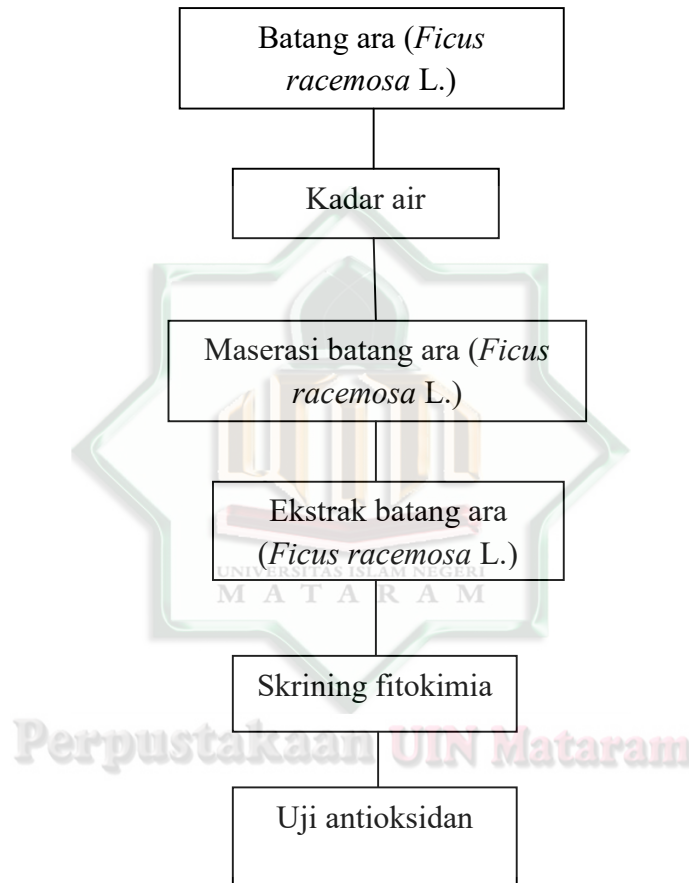 Batang ara (Ficus
racemosa L.)
Kadar air
Maserasi batang ara (Ficus
racemosa L.)
Ekstrak batang ara
(Ficus racemosa L.)
UNIVERSITAS ISLAM NEGERI
MATARAM
Skrining fitokimia
Perpustakaan UIN Mataram
Uji antioksidan